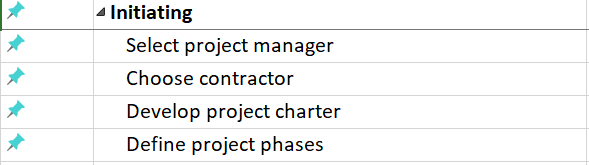 Initiating
Select project manager
Choose contractor
Develop project charter
Define project phases